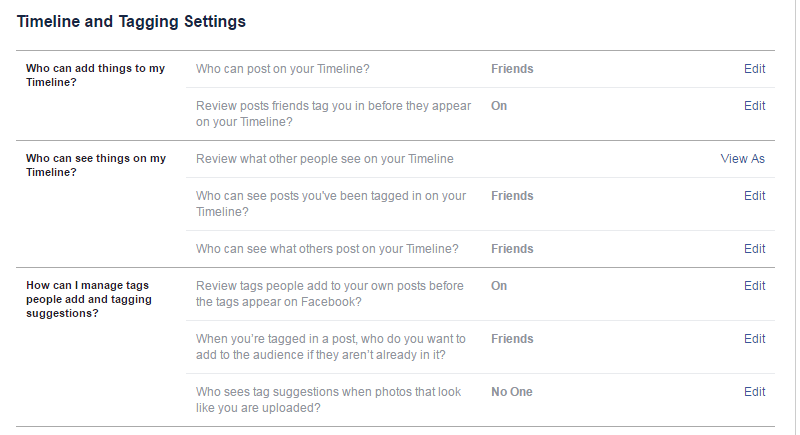 Timeline and Tagging Settings
Who can add things to my
Timeline?
Who can post on your Timeline?
Friends
Edit
Review posts friends tag you in before they appear
on your Timeline?
On
Edit
Who can see things on my
Timeline?
Review what other people see on your Timeline
View As
Who can see posts you've been tagged in on your
Timeline?
Friends
Edit
Who can see what others post on your Timeline?
Friends
Edit
How can I manage tags
people add and tagging
suggestions?
Review tags people add to your own posts before
the tags appear on Facebook?
On
Edit
When you’re tagged in a post, who do you want to
add to the audience if they aren’t already in it?
Friends
Edit
Who sees tag suggestions when photos that look
like you are uploaded?
No One
Edit